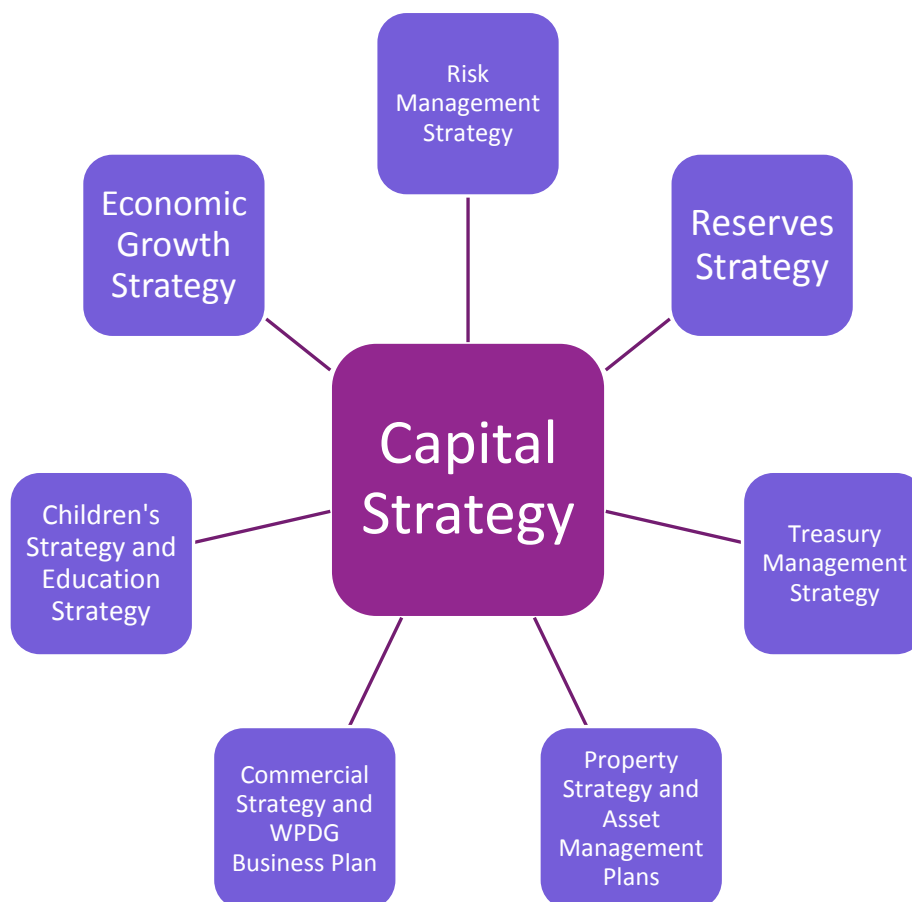 Risk
Management
Strategy
Economic
Growth
Strategy
Reserves
Strategy
Capital
Strategy
Children's
Strategy and
Education
Strategy
Treasury
Management
Strategy
Commercial
Strategy and
WPDG
Business Plan
Property
Strategy and
Asset
Management
Plans